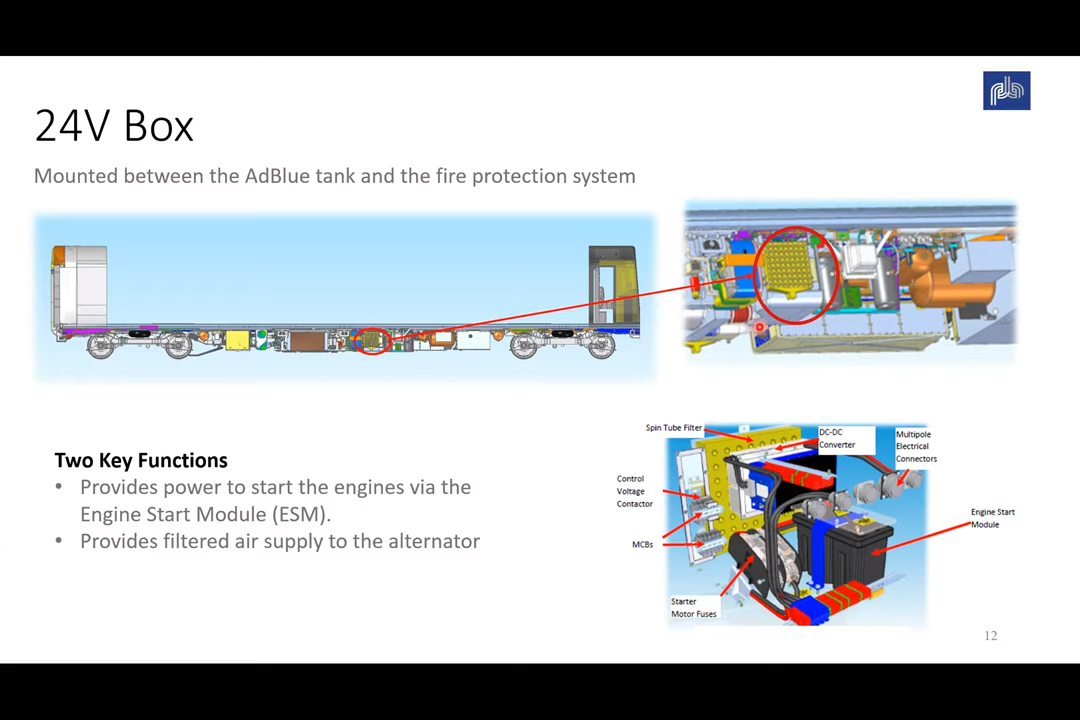 24V Box
Mounted between the AdBlue tank and the fire protection system
Two Key Functions
• Provides power to start the engines via the
Engine Start Module (ESM).
• Provides filtered air supply to the alternator
Spin Tube Filter
DC-DC
Converter
Multipole
Electrical
Connectors
Control
Voltage
Contactor
MCBs
Engine Start
Module
Starter
Motor Fuses
12